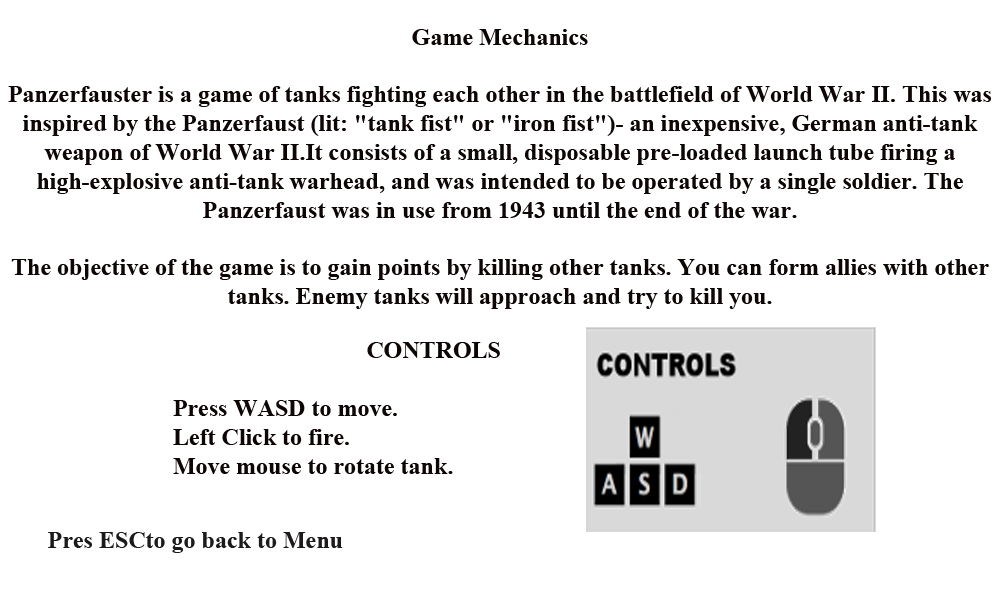 Game Mechanics
Panzerfauster is a game of tanks fighting each other in the battlefield of World War II. This was
inspired by the Panzerfaust (lit: "tank fist" or "iron fist")- an inexpensive, German anti-tank
weapon of World War II.It consists of a small, disposable pre-loaded launch tube firing a
high-explosive anti-tank warhead, and was intended to be operated by a single soldier. The
Panzerfaust was in use from 1943 until the end of the war.
The objective of the game is to gain points by killing other tanks. You can form allies with other
tanks. Enemy tanks will approach and try to kill you.
CONTROLS
Press WASD to move.
Left Click to fire.
Move mouse to rotate tank.
CONTROLS
W
A S D
Pres ESCto go back to Menu